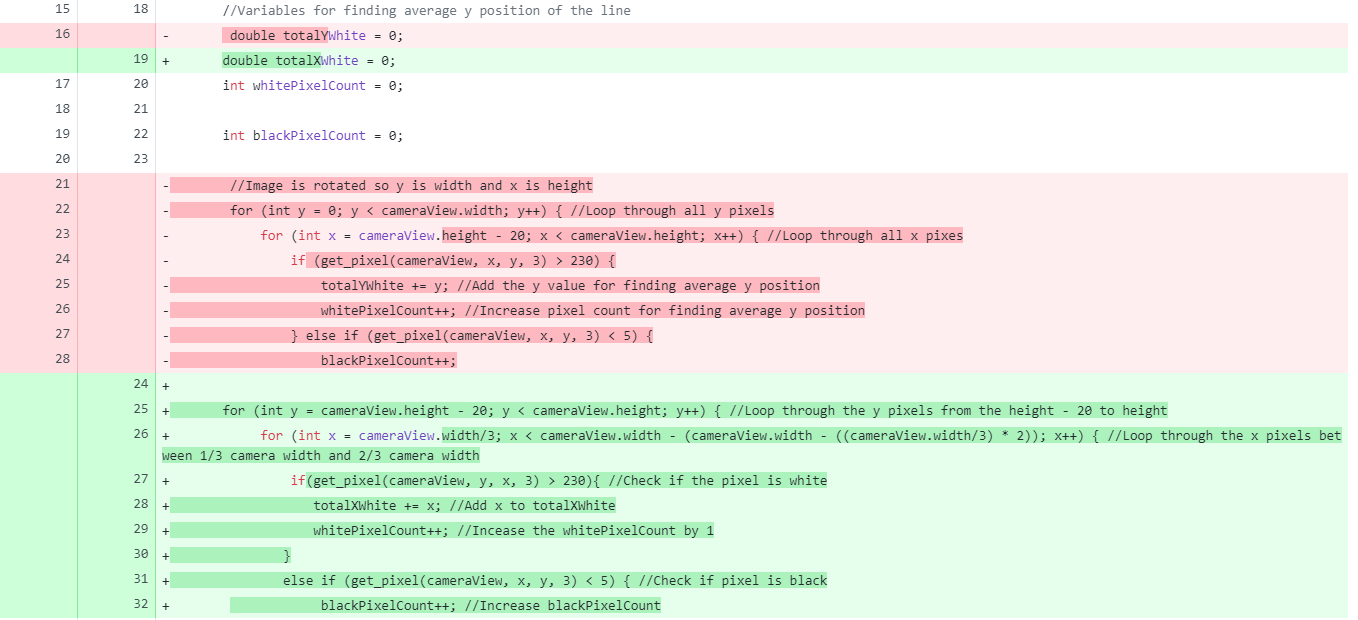 15 18 //Variables for finding average y position of the line
16 - double totalYWhite = 0;
19 + double totalXWhite = 0;
17 20 int whitePixelCount = 0;
18 21
19 22 int blackPixelCount = 0;
20 23
21 - //Image is rotated so y is width and x is height
22 - for (int y = 0; y < cameraView.width; y++) { //Loop through all y pixels
23 - for (int x = cameraView.height - 20; x < cameraView.height; x++) { //Loop through all x pixes
24 - if (get_pixel(cameraView, x, y, 3) > 230) {
25 - totalYWhite += y; //Add the y value for finding average y position
26 - whitePixelCount++; //Increase pixel count for finding average y position
27 - } else if (get_pixel(cameraView, x, y, 3) < 5) {
28 - blackPixelCount++;
24 +
25 + for (int y = cameraView.height - 20; y < cameraView.height; y++) { //Loop through the y pixels from the height - 20 to height
26 + for (int x = cameraView.width/3; x < cameraView.width - (cameraView.width - ((cameraView.width/3) * 2)); x++) { //Loop through the x pixels bet
ween 1/3 camera width and 2/3 camera width
27 + if(get_pixel(cameraView, y, x, 3) > 230){ //Check if the pixel is white
28 + totalXWhite += x; //Add x to totalXWhite
29 + whitePixelCount++; //Incease the whitePixelCount by 1
30 + }
31 + else if (get_pixel(cameraView, x, y, 3) < 5) { //Check if pixel is black
32 + blackPixelCount++; //Increase blackPixelCount